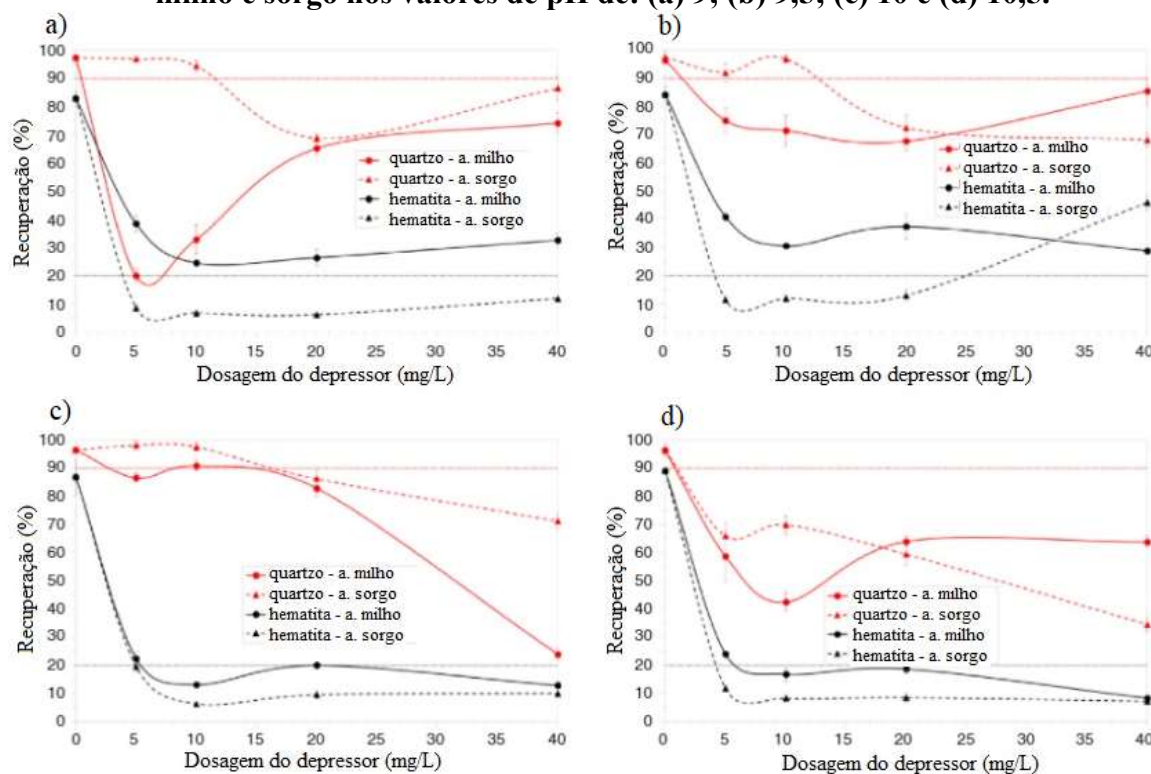 milho e sorgo nos valores de pH de: (a) 9; (b) 9,5; (c) 10 e (d) 10,5.
a)
100
90
80
70
60
50
40
30
20
10
0
Recuperação (%)
quartzo - a. milho
quartzo - a. sorgo
hematita - a. milho
hematita - a. sorgo
0 5 10 15 20 25 30 35 40
Dosagem do depressor (mg/L)
b)
100
90
80
70
60
50
40
30
20
10
0
Recuperação (%)
quartzo - a. milho
quartzo - a. sorgo
hematita - a. milho
hematita - a. sorgo
0 5 10 15 20 25 30 35 40
Dosagem do depressor (mg/L)
c)
100
90
80
70
60
50
40
30
20
10
0
Recuperação (%)
quartzo - a. milho
quartzo - a. sorgo
hematita - a. milho
hematita - a. sorgo
0 5 10 15 20 25 30 35 40
Dosagem do depressor (mg/L)
d)
100
90
80
70
60
50
40
30
20
10
0
Recuperação (%)
quartzo - a. milho
quartzo - a. sorgo
hematita - a. milho
hematita - a. sorgo
0 5 10 15 20 25 30 35 40
Dosagem do depressor (mg/L)